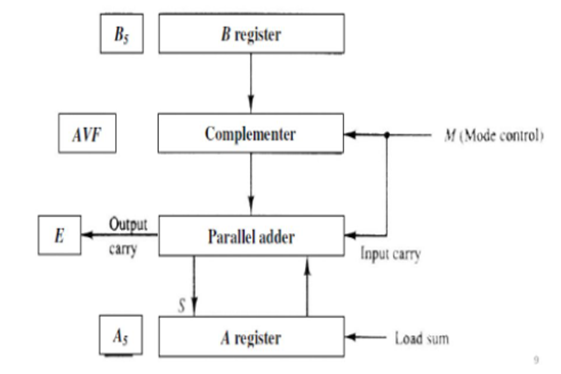 B5
B register
AVF
Complementer
M (Mode control)
E
Output
carry
Parallel adder
Input carry
S
A5
A register
Load sum
9